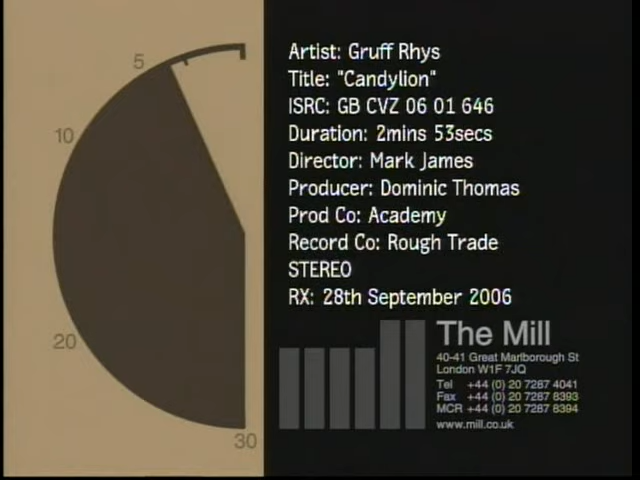 5
10
20
30
Artist: Gruff Rhys
Title: "Candylion"
ISRC: GB CVZ 06 01 646
Duration: 2mins 53secs
Director: Mark James
Producer: Dominic Thomas
Prod Co: Academy
Record Co: Rough Trade
STEREO
RX: 28th September 2006
The Mill
40-41 Great Marlborough St
London W1F 7JQ
Tel +44 (0) 20 7287 4041
Fax +44 (0) 20 7287 8393
MCR +44 (0) 20 7287 8394
www.mill.co.uk